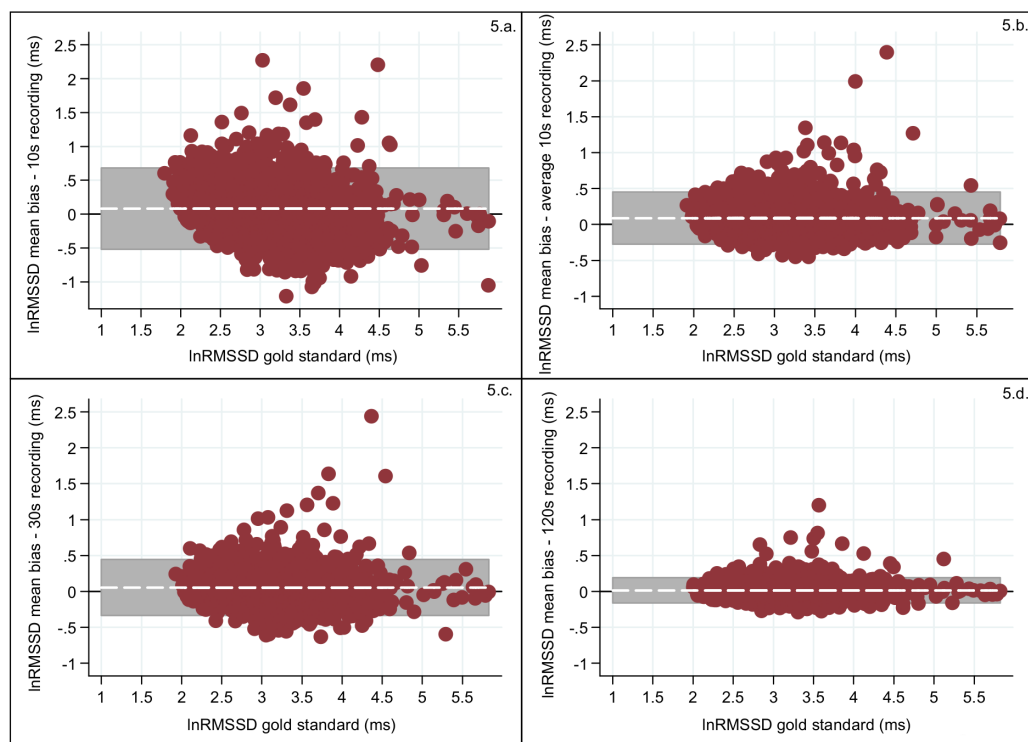 5.a.
lnRMSSD mean bias - 10s recording (ms)
2.5
2
1.5
1
.5
0
-.5
-1
1 1.5 2 2.5 3 3.5 4 4.5 5 5.5
lnRMSSD gold standard (ms)
5.b.
lnRMSSD mean bias - average 10s recording (ms)
2.5
2
1.5
1
.5
0
-.5
-1
1 1.5 2 2.5 3 3.5 4 4.5 5 5.5
lnRMSSD gold standard (ms)
5.c.
lnRMSSD mean bias - 30s recording (ms)
2.5
2
1.5
1
.5
0
-.5
-1
1 1.5 2 2.5 3 3.5 4 4.5 5 5.5
lnRMSSD gold standard (ms)
5.d.
lnRMSSD mean bias - 120s recording (ms)
2.5
2
1.5
1
.5
0
-.5
-1
1 1.5 2 2.5 3 3.5 4 4.5 5 5.5
lnRMSSD gold standard (ms)